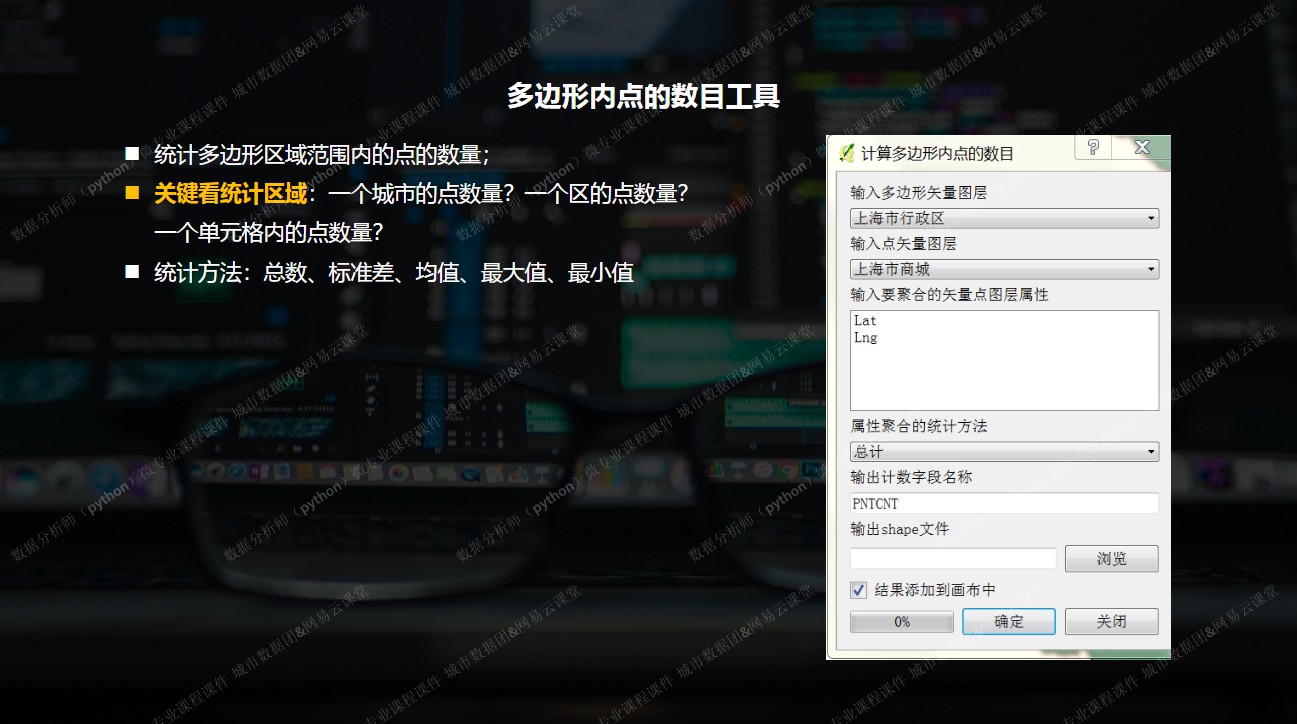 多边形内点的数目工具
统计多边形区域范围内的点的数量；
关键看统计区域：一个城市的点数量？一个区的点数量？
一个单元格内的点数量？
统计方法：总数、标准差、均值、最大值、最小值
计算多边形内点的数目
输入多边形矢量图层
上海市行政区
输入点矢量图层
上海市商城
输入要聚合的矢量点图层属性
Lat
Lng
属性聚合的统计方法
总计
输出计数字段名称
PNTCNT
输出shape文件
浏览
结果添加到画布中
0%
确定
关闭
数据分析师（python）微专业课程课件 城市数据团&网易云课堂